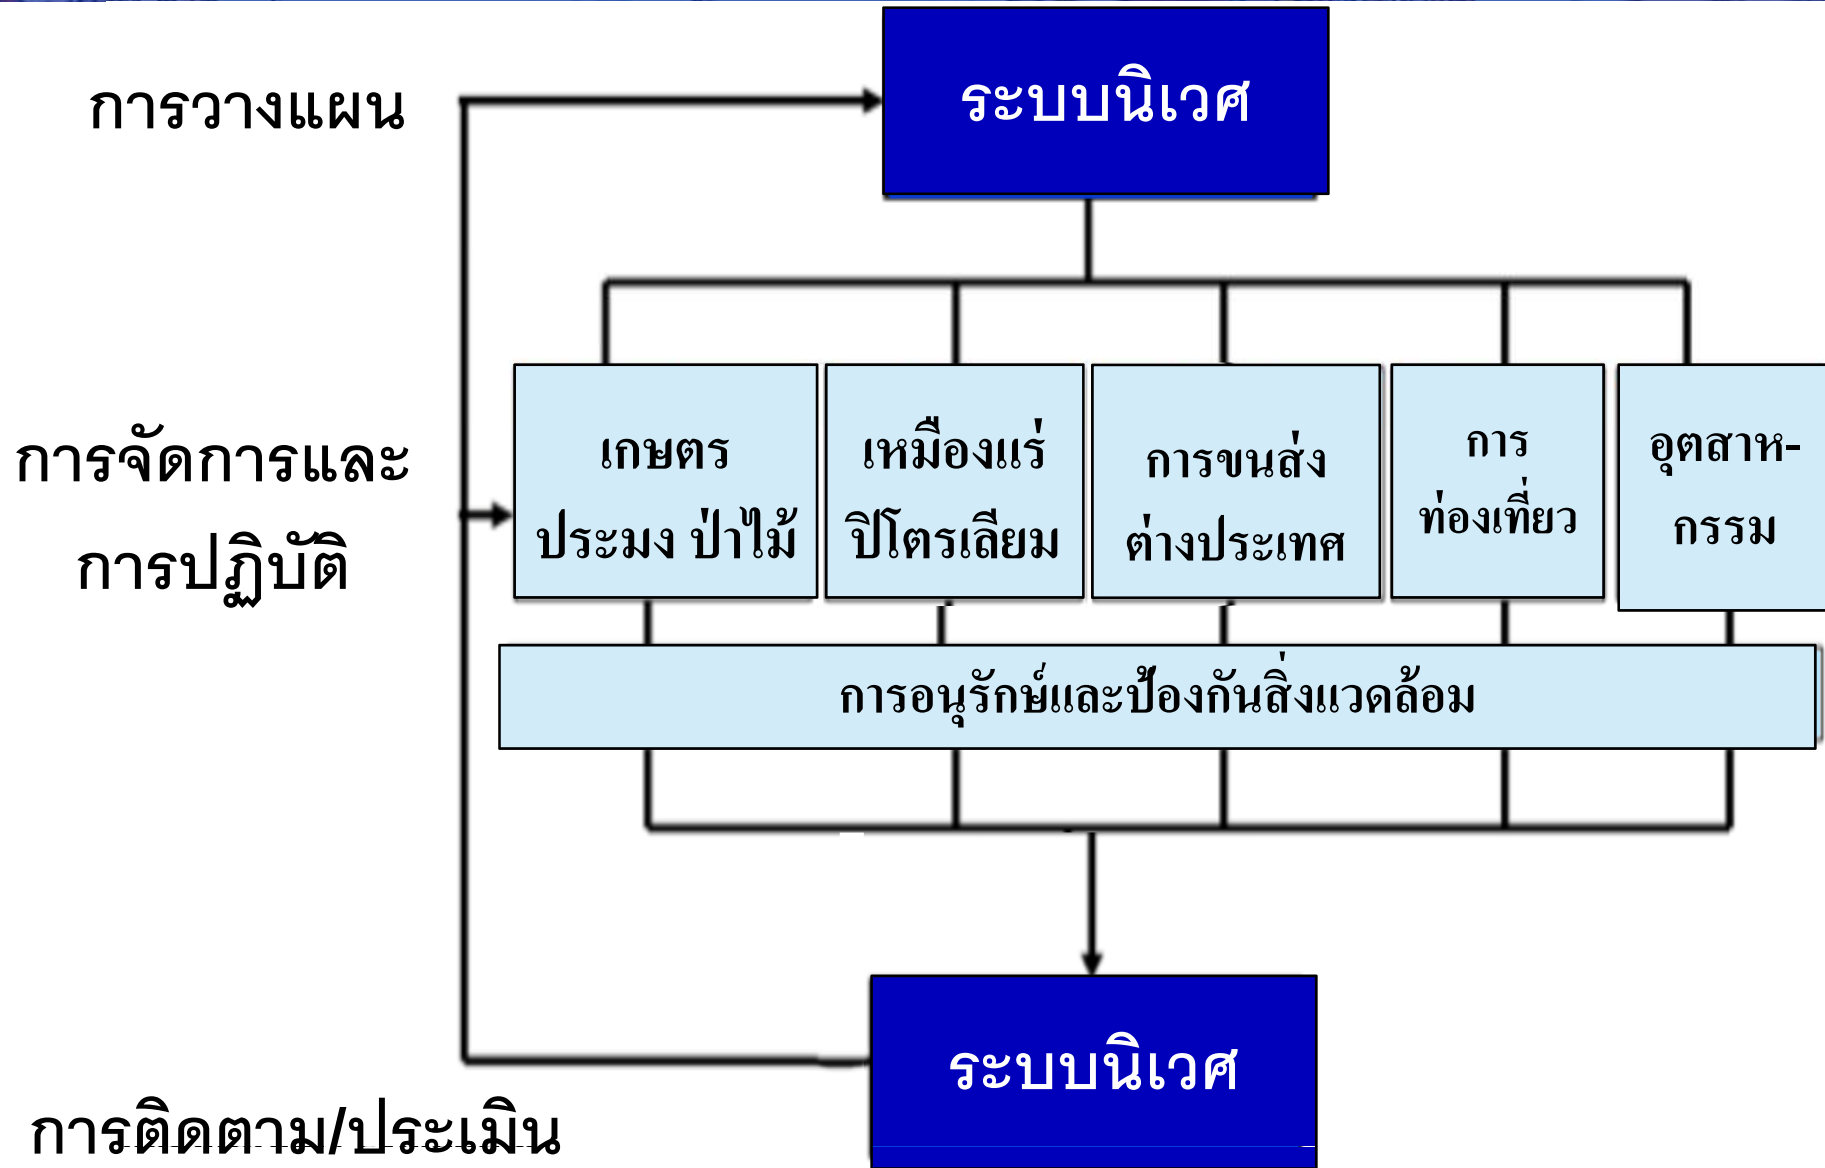 การวางแผน
ระบบนิเวศ
การจัดการและ
การปฏิบัติ
เกษตร
ประมง ป่าไม้
เหมืองแร่
ปิโตรเลียม
การขนส่ง
ต่างประเทศ
การ
ท่องเที่ยว
อุตสาห-
กรรม
การอนุรักษ์และป้องกันสิ่งแวดล้อม
ระบบนิเวศ
การติดตาม/ประเมิน